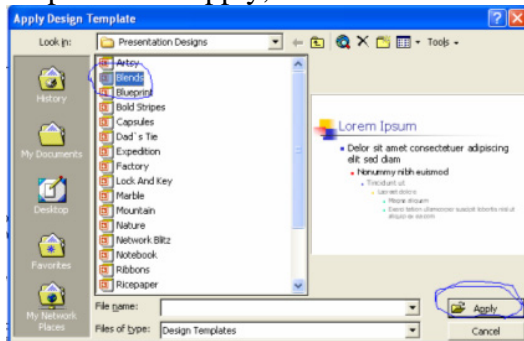 Apply Design Template
Look in: Presentation Designs Tools
History
My Documents
Desktop
Favorites
My Network Places
Artsy
Blends
Blueprint
Bold Stripes
Capsules
Dad`s Tie
Expedition
Factory
Lock And Key
Marble
Mountain
Nature
Network Blitz
Notebook
Ribbons
Ricepaper
Lorem Ipsum
Delor sit amet consectetuer adipiscing
elit sed diam
Nonummy nibh euismod
Tincidunt ut
File name:
Apply
Files of type: Design Templates
Cancel